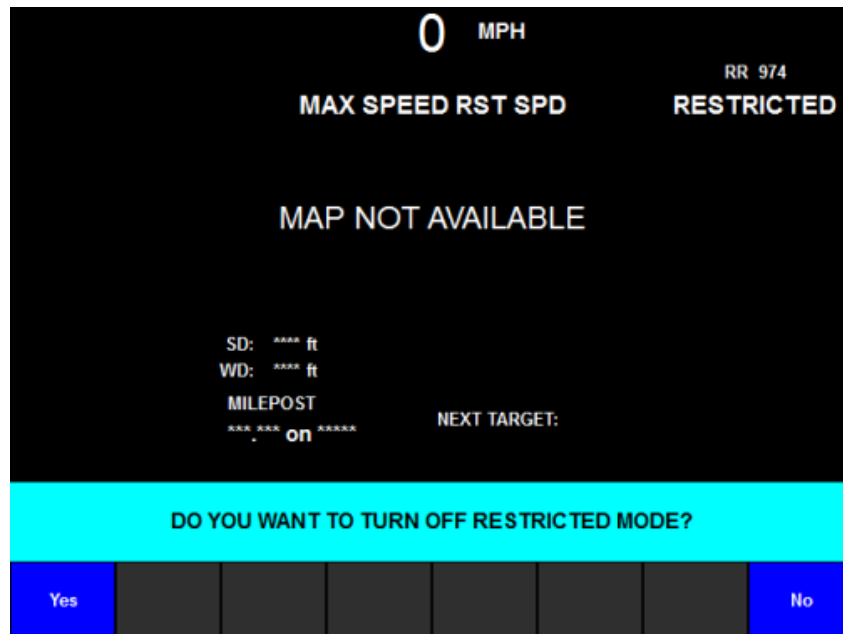 0 MPH
RR 974
MAX SPEED RST SPD RESTRICTED
MAP NOT AVAILABLE
SD: **** ft
WD: **** ft
MILEPOST
NEXT TARGET:
***.*** on *****
DO YOU WANT TO TURN OFF RESTRICTED MODE?
Yes No